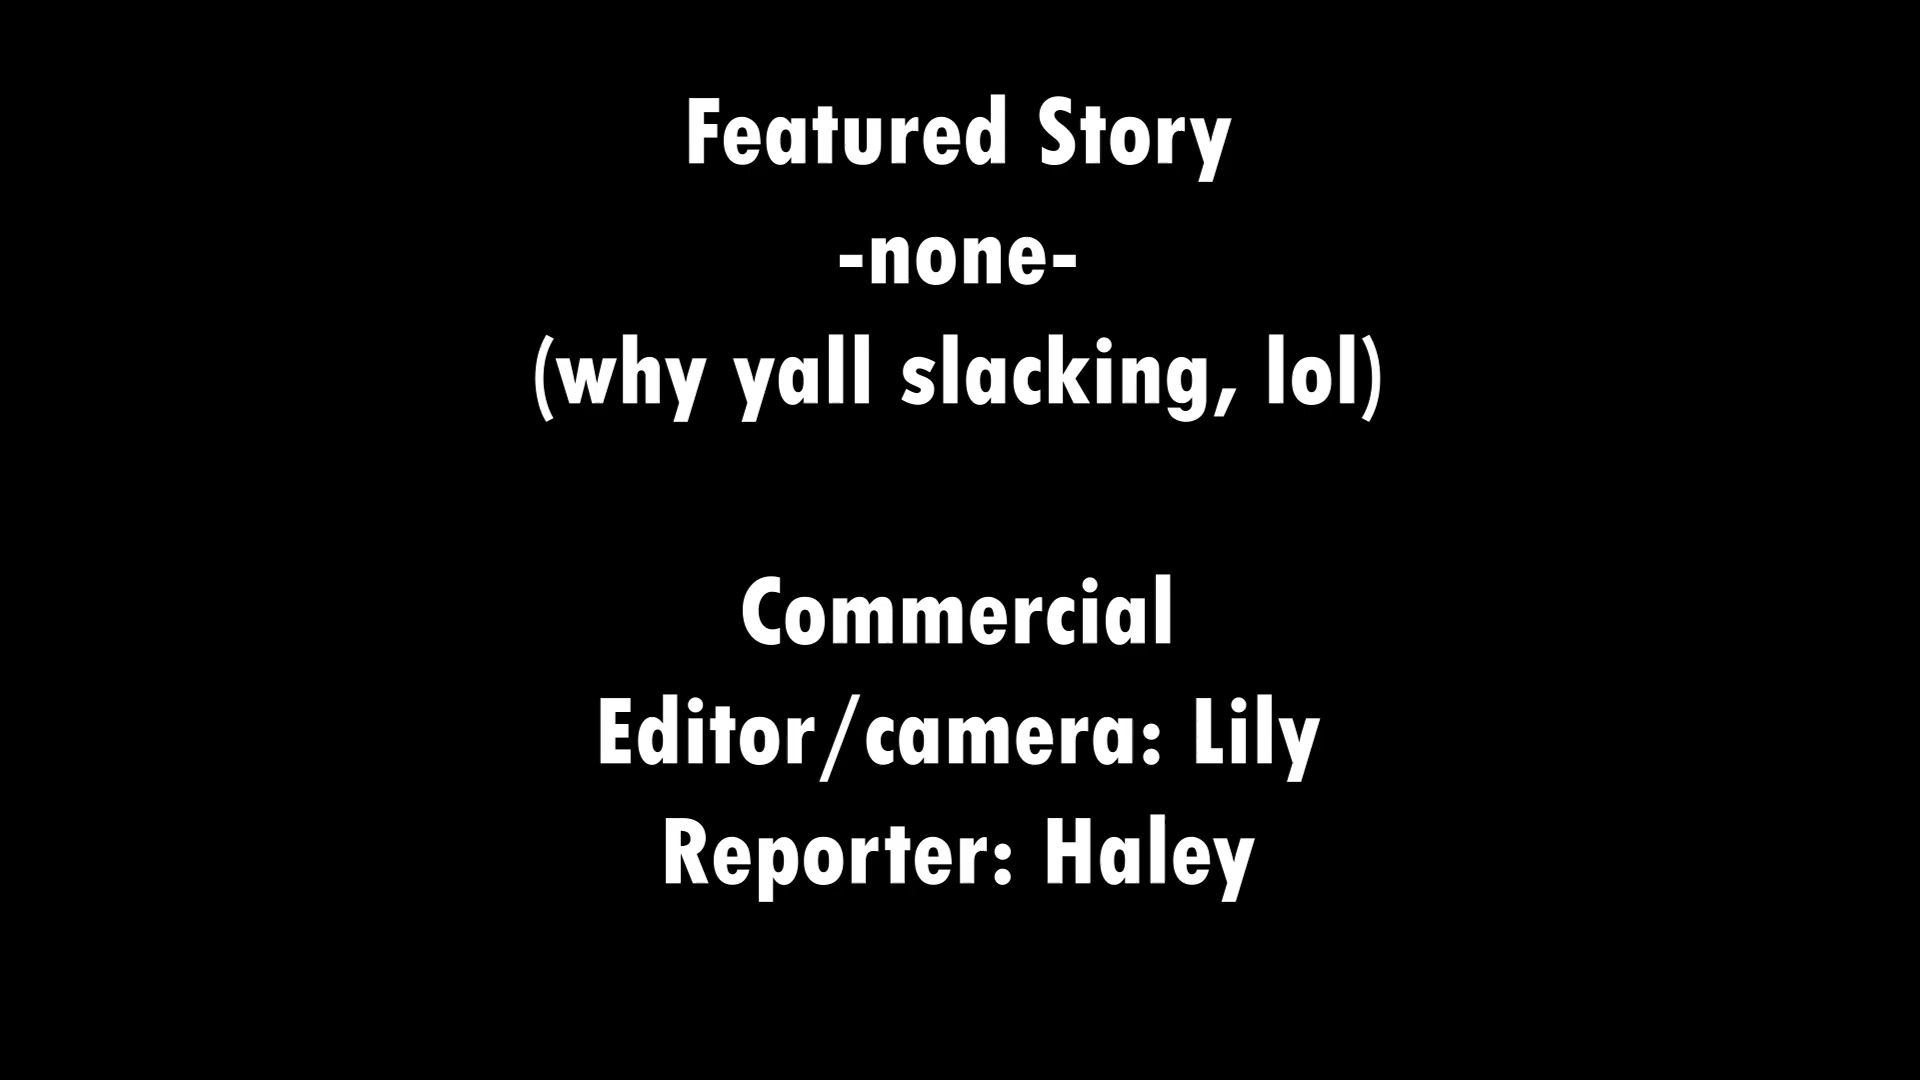 Featured Story
-none-
(why yall slacking, lol)
Commercial
Editor/camera: Lily
Reporter: Haley